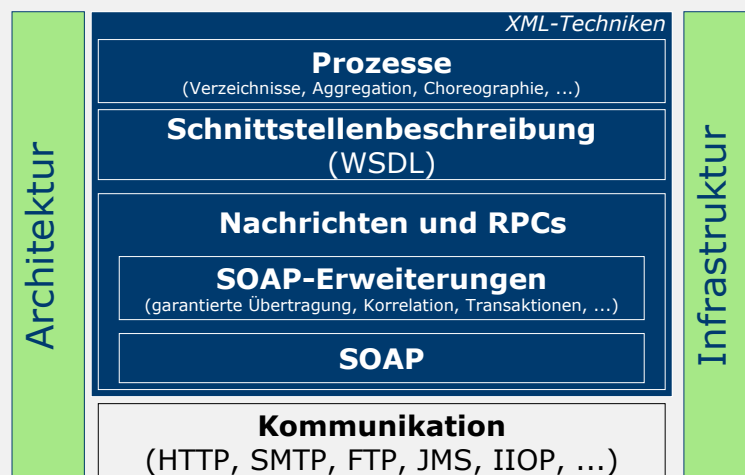 Architektur
XML-Techniken
Prozesse
(Verzeichnisse, Aggregation, Choreographie, ...)
Schnittstellenbeschreibung
(WSDL)
Nachrichten und RPCs
SOAP-Erweiterungen
(garantierte Übertragung, Korrelation, Transaktionen, ...)
SOAP
Kommunikation
(HTTP, SMTP, FTP, JMS, IIOP, ...)
Infrastruktur